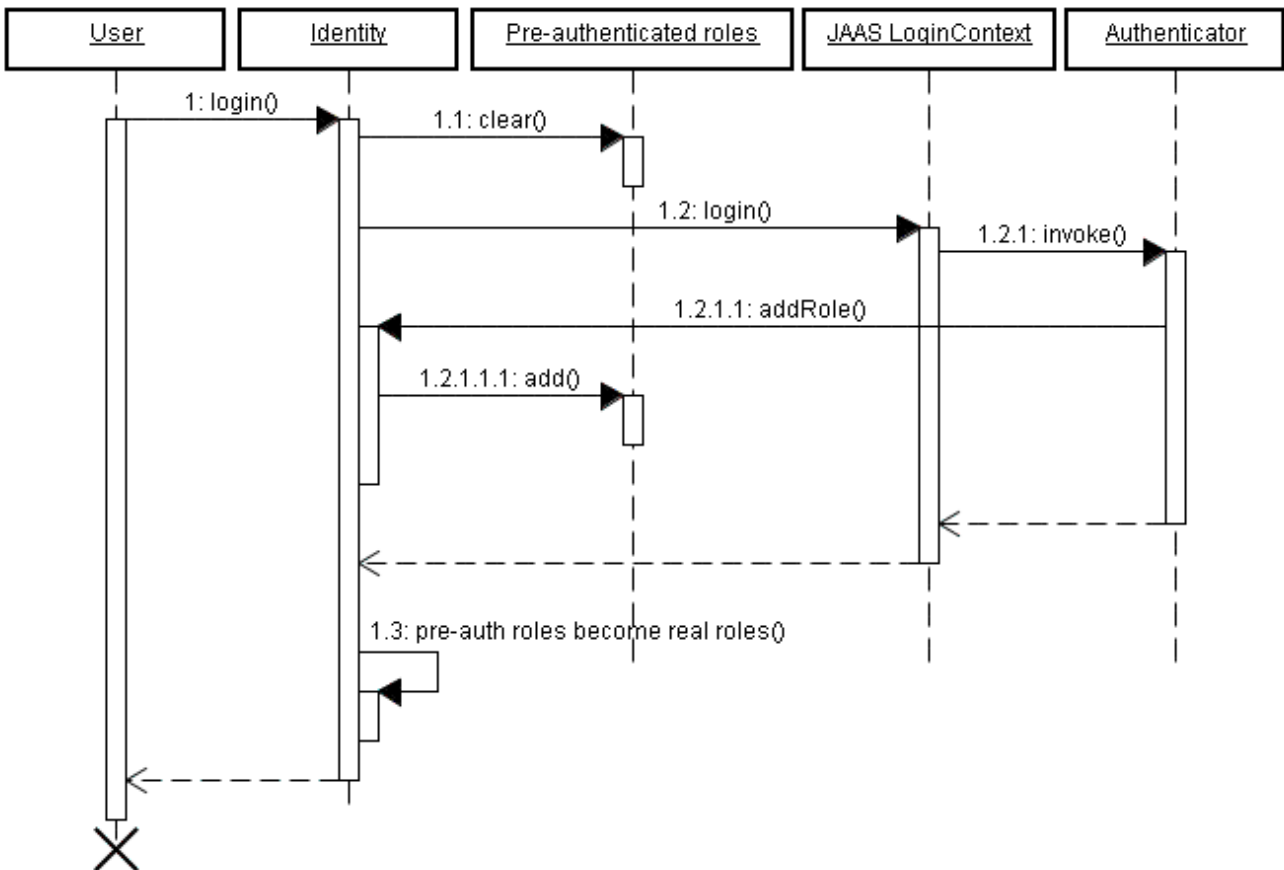 User
Identity
Pre-authenticated roles
JAAS LoginContext
Authenticator
1: login()
1.1: clear()
1.2: login()
1.2.1: invoke()
1.2.1.1: addRole()
1.2.1.1.1: add()
1.3: pre-auth roles become real roles()